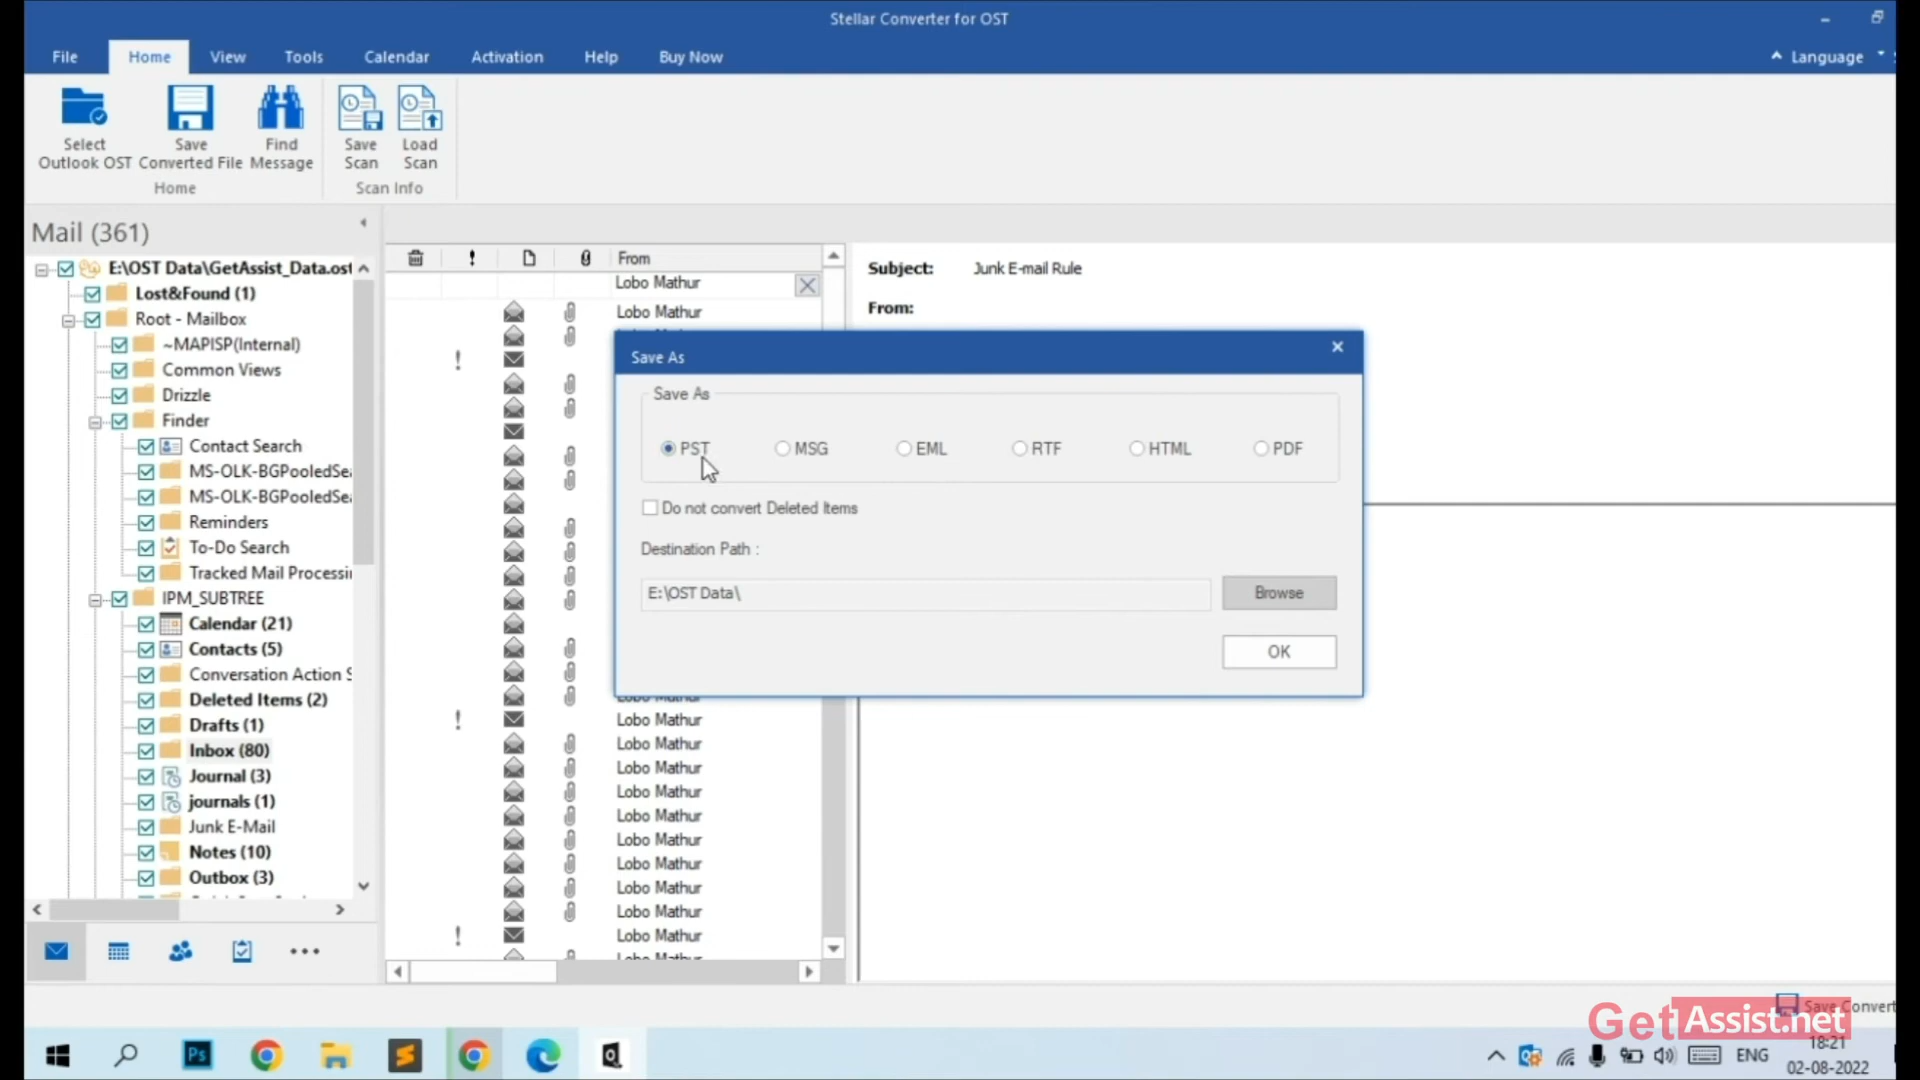 Stellar Converter for OST
File Home View Tools Calendar Activation Help Buy Now Language
Select Outlook OST
Save Converted File
Find Message
Save Scan
Load Scan
Home
Scan Info
Mail (361)
E:\OST Data\GetAssist_Data.ost
Lost&Found (1)
Root - Mailbox
~MAPISP(Internal)
Common Views
Drizzle
Finder
Contact Search
MS-OLK-BGPooledSea
MS-OLK-BGPooledSea
Reminders
To-Do Search
Tracked Mail Processi
IPM_SUBTREE
Calendar (21)
Contacts (5)
Conversation Action S
Deleted Items (2)
Drafts (1)
Inbox (80)
Journal (3)
journals (1)
Junk E-Mail
Notes (10)
Outbox (3)
From
Lobo Mathur
Lobo Mathur
Subject: Junk E-mail Rule
From:
Save As
Save As
PST MSG EML RTF HTML PDF
Do not convert Deleted Items
Destination Path :
E:\OST Data\
Browse
OK
Lobo Mathur
Lobo Mathur
Lobo Mathur
Lobo Mathur
Lobo Mathur
Lobo Mathur
Lobo Mathur
Lobo Mathur
Lobo Mathur
Lobo Mathur
Save Convert
GetAssist.net
Ps
ENG
18:21
02-08-2022